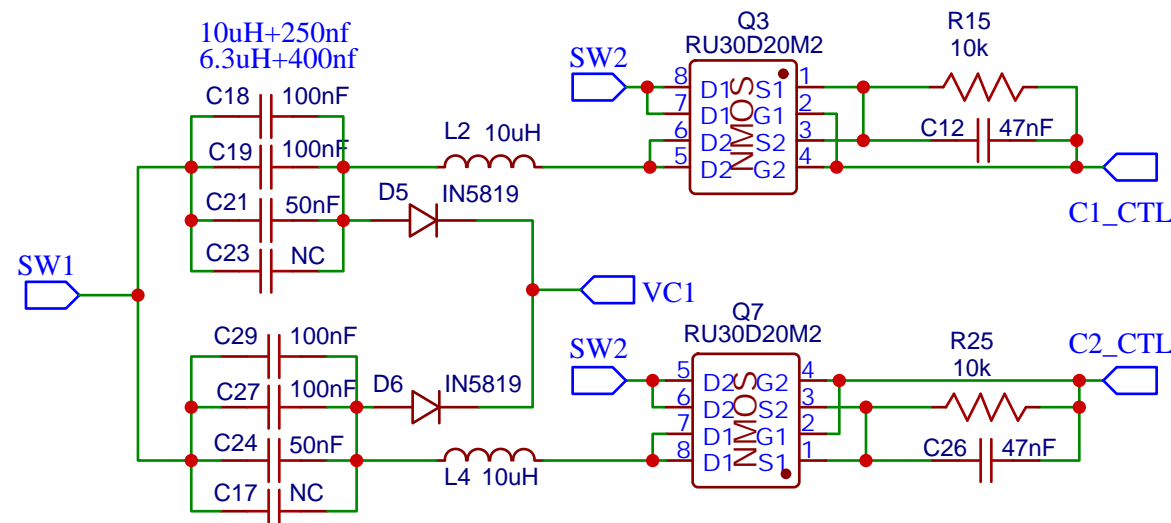 10uH+250nf
6.3uH+400nf
C18 100nF
C19 100nF
C21 50nF
C23 NC
L2 10uH
D5 IN5819
SW1
VC1
SW2
Q3
RU30D20M2
8 D1 S1 1
7 D1 G1 2
6 D2 S2 3
5 D2 G2 4
NMOS
R15
10k
C12 47nF
C1_CTL
C29 100nF
C27 100nF
C24 50nF
C17 NC
D6 IN5819
L4 10uH
SW2
Q7
RU30D20M2
5 D2 G2 4
6 D2 S2 3
7 D1 G1 2
8 D1 S1 1
NMOS
R25
10k
C26 47nF
C2_CTL